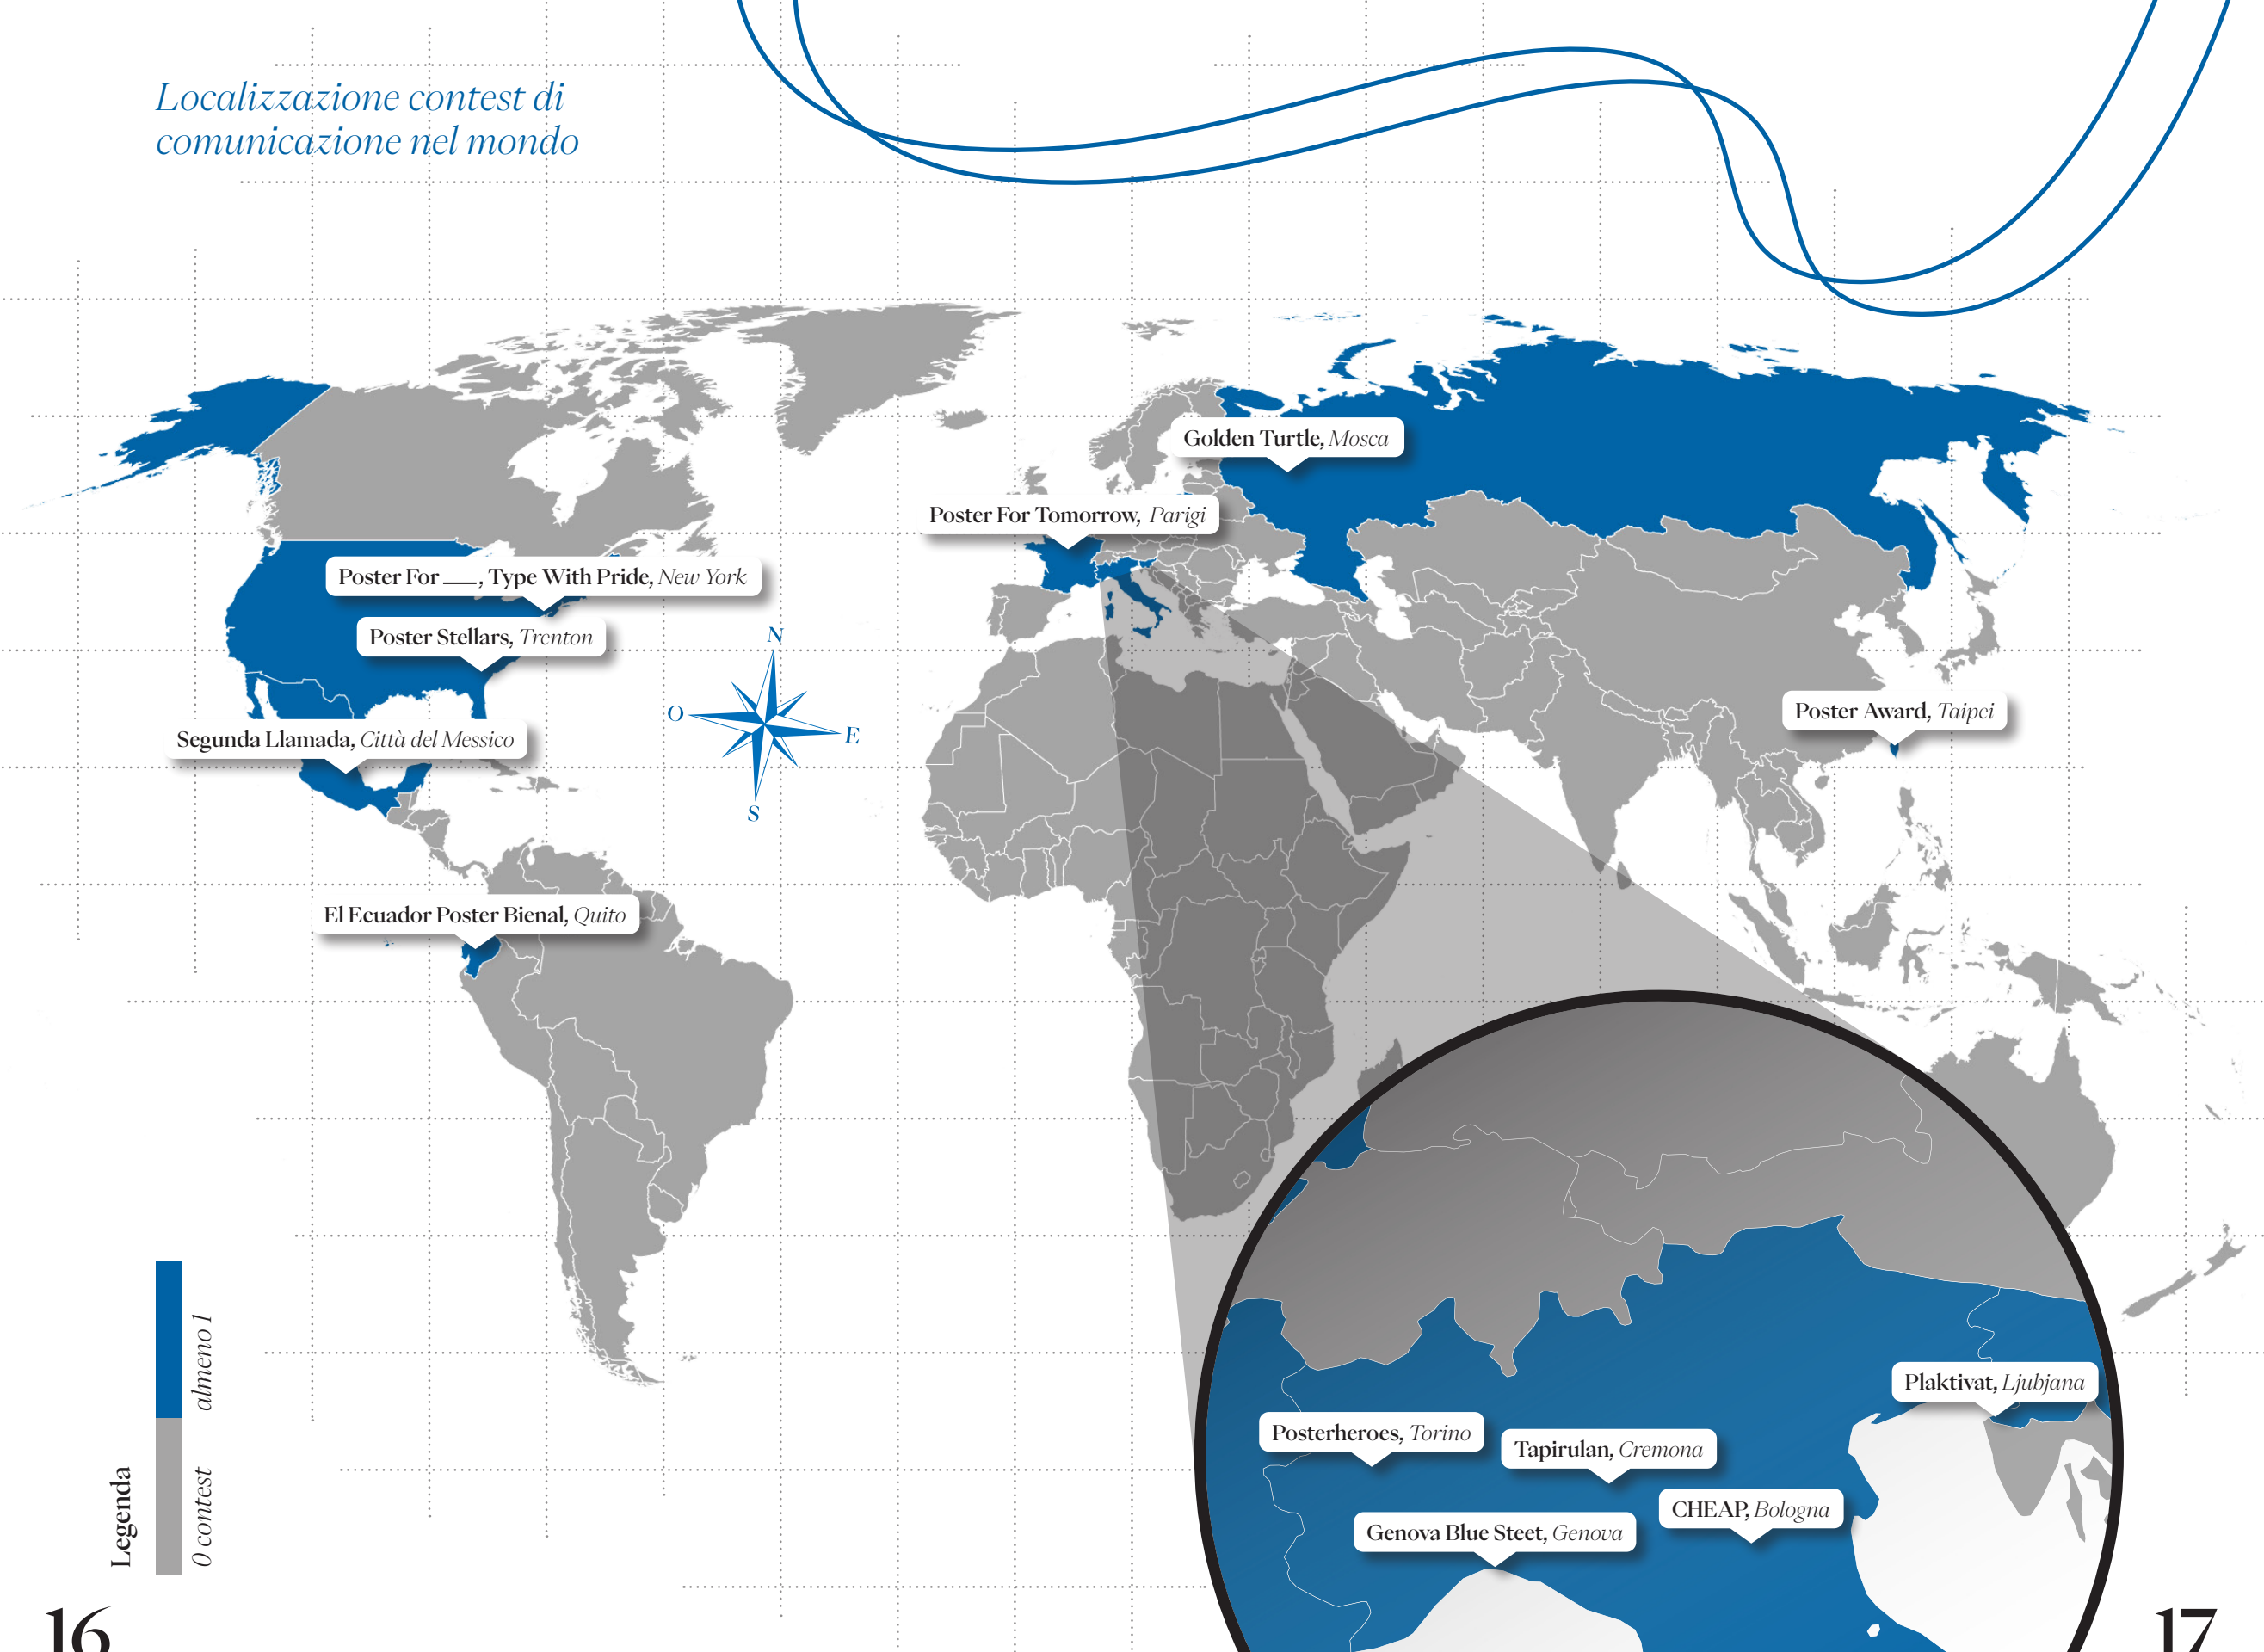 Localizzazione contest di
comunicazione nel mondo
Golden Turtle, Mosca
Poster For Tomorrow, Parigi
Poster For ___, Type With Pride, New York
Poster Stellars, Trenton
N
O
E
S
Poster Award, Taipei
Segunda Llamada, Città del Messico
El Ecuador Poster Bienal, Quito
Plaktivat, Ljubjana
Posterheroes, Torino
Tapirulan, Cremona
CHEAP, Bologna
Genova Blue Steet, Genova
Legenda
almeno 1
0 contest
16
17